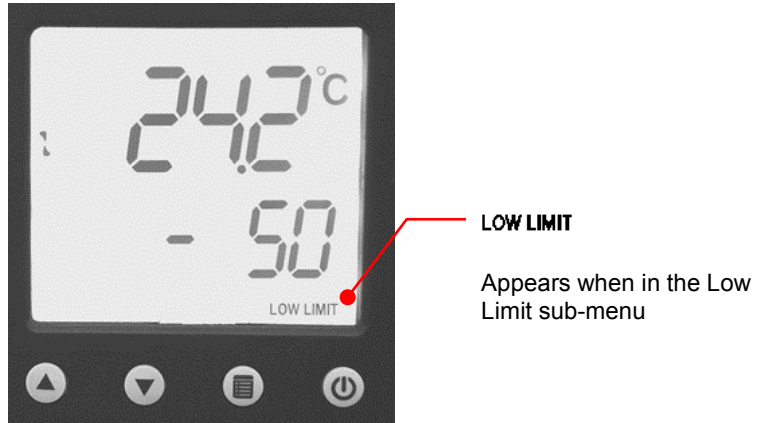 24.2°C
- 50
LOW LIMIT
LOW LIMIT
Appears when in the Low
Limit sub-menu